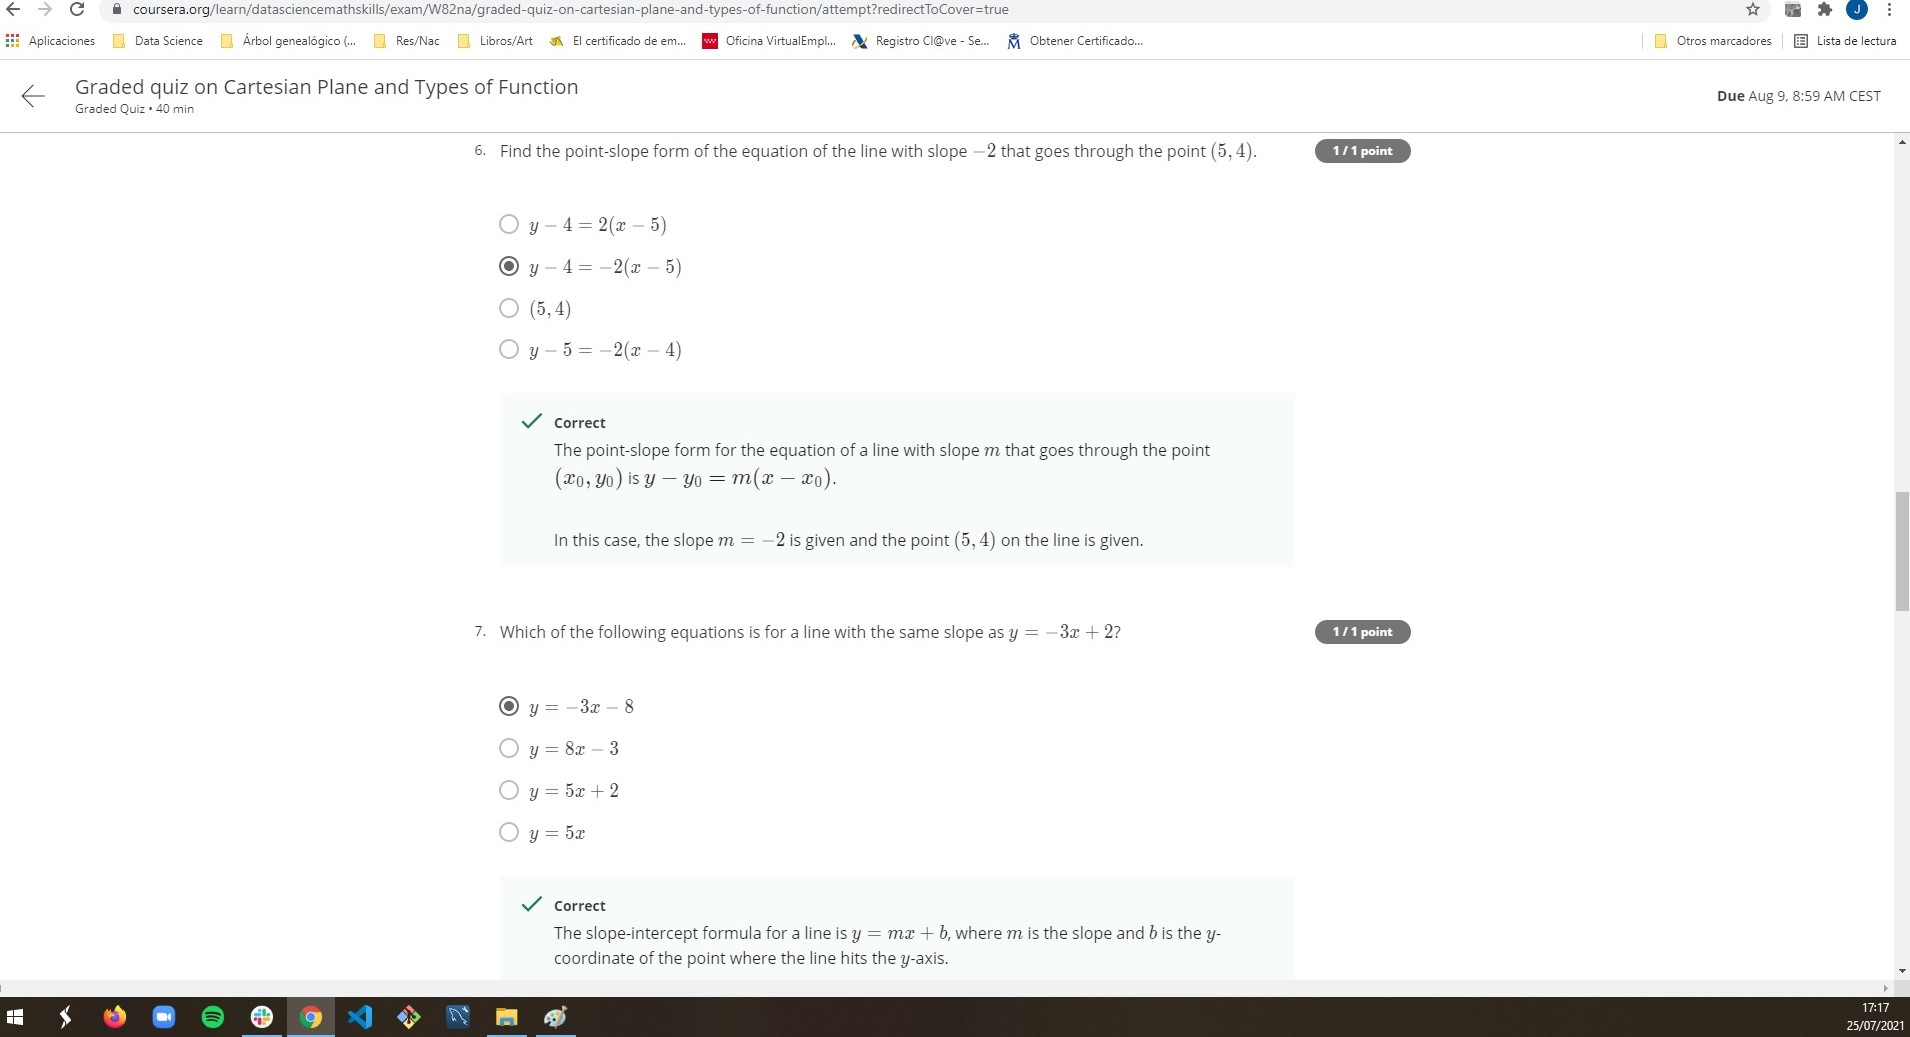 coursera.org/learn/datasciencemathskills/exam/W82na/graded-quiz-on-cartesian-plane-and-types-of-function/attempt?redirectToCover=true
J
Aplicaciones Data Science Árbol genealógico (... Res/Nac Libros/Art El certificado de em... Oficina VirtualEmpl... Registro Cl@ve - Se... Obtener Certificado... Otros marcadores Lista de lectura
Graded quiz on Cartesian Plane and Types of Function
Graded Quiz • 40 min
Due Aug 9, 8:59 AM CEST
6. Find the point-slope form of the equation of the line with slope −2 that goes through the point (5, 4). 1 / 1 point
y − 4 = 2(x − 5)
y − 4 = −2(x − 5)
(5, 4)
y − 5 = −2(x − 4)
Correct
The point-slope form for the equation of a line with slope m that goes through the point
(x₀, y₀) is y − y₀ = m(x − x₀).
In this case, the slope m = −2 is given and the point (5, 4) on the line is given.
7. Which of the following equations is for a line with the same slope as y = −3x + 2? 1 / 1 point
y = −3x − 8
y = 8x − 3
y = 5x + 2
y = 5x
Correct
The slope-intercept formula for a line is y = mx + b, where m is the slope and b is the y-
coordinate of the point where the line hits the y-axis.
17:17
25/07/2021